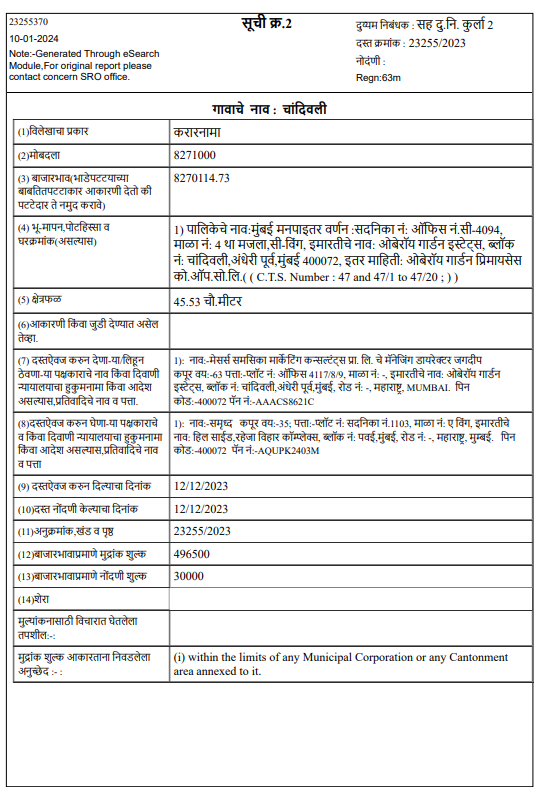 23255370
10-01-2024
Note:-Generated Through eSearch
Module,For original report please
contact concern SRO office.
सूची क्र.2
दुय्यम निबंधक : सह दु.नि. कुर्ला 2
दस्त क्रमांक : 23255/2023
नोदंणी :
Regn:63m
गावाचे नाव : चांदिवली
(1)विलेखाचा प्रकार
करारनामा
(2)मोबदला
8271000
(3) बाजारभाव(भाडेपटटयाच्या
बाबतितपटटाकार आकारणी देतो की
पटटेदार ते नमुद करावे)
8270114.73
(4) भू-मापन,पोटहिस्सा व
घरक्रमांक(असल्यास)
1) पालिकेचे नाव:मुंबई मनपाइतर वर्णन :सदनिका नं: ऑफिस नं.सी-4094,
माळा नं: 4 था मजला,सी-विंग, इमारतीचे नाव: ओबेरॉय गार्डन इस्टेट्स, ब्लॉक
नं: चांदिवली,अंधेरी पूर्व,मुंबई 400072, इतर माहिती: ओबेरॉय गार्डन प्रिमायसेस
को.ऑप.सो.लि.( ( C.T.S. Number : 47 and 47/1 to 47/20 ; ) )
(5) क्षेत्रफळ
45.53 चौ.मीटर
(6)आकारणी किंवा जुडी देण्यात असेल
तेव्हा.
(7) दस्तऐवज करुन देणा-या/लिहून
ठेवणा-या पक्षकाराचे नाव किंवा दिवाणी
न्यायालयाचा हुकुमनामा किंवा आदेश
असल्यास,प्रतिवादिचे नाव व पत्ता.
1): नाव:-मेसर्स समसिका मार्केटिंग कन्सल्टंट्स प्रा. लि. चे मॅनेजिंग डायरेक्टर जगदीप
कपूर वय:-63 पत्ता:-प्लॉट नं: ऑफिस 4117/8/9, माळा नं: -, इमारतीचे नाव: ओबेरॉय गार्डन
इस्टेट्स, ब्लॉक नं: चांदिवली,अंधेरी पूर्व,मुंबई, रोड नं: -, महाराष्ट्र, MUMBAI. पिन
कोड:-400072 पॅन नं:-AAACS8621C
(8)दस्तऐवज करुन घेणा-या पक्षकाराचे
व किंवा दिवाणी न्यायालयाचा हुकुमनामा
किंवा आदेश असल्यास,प्रतिवादिचे नाव
व पत्ता
1): नाव:-समृध्द कपूर वय:-35; पत्ता:-प्लॉट नं: सदनिका नं.1103, माळा नं: ए विंग, इमारतीचे
नाव: हिल साईड,रहेजा विहार कॉम्प्लेक्स, ब्लॉक नं: पवई,मुंबई, रोड नं: -, महाराष्ट्र, मुम्बई. पिन
कोड:-400072 पॅन नं:-AQUPK2403M
(9) दस्तऐवज करुन दिल्याचा दिनांक
12/12/2023
(10)दस्त नोंदणी केल्याचा दिनांक
12/12/2023
(11)अनुक्रमांक,खंड व पृष्ठ
23255/2023
(12)बाजारभावाप्रमाणे मुद्रांक शुल्क
496500
(13)बाजारभावाप्रमाणे नोंदणी शुल्क
30000
(14)शेरा
मुल्यांकनासाठी विचारात घेतलेला
तपशील:-:
मुद्रांक शुल्क आकारताना निवडलेला
अनुच्छेद :- :
(i) within the limits of any Municipal Corporation or any Cantonment
area annexed to it.